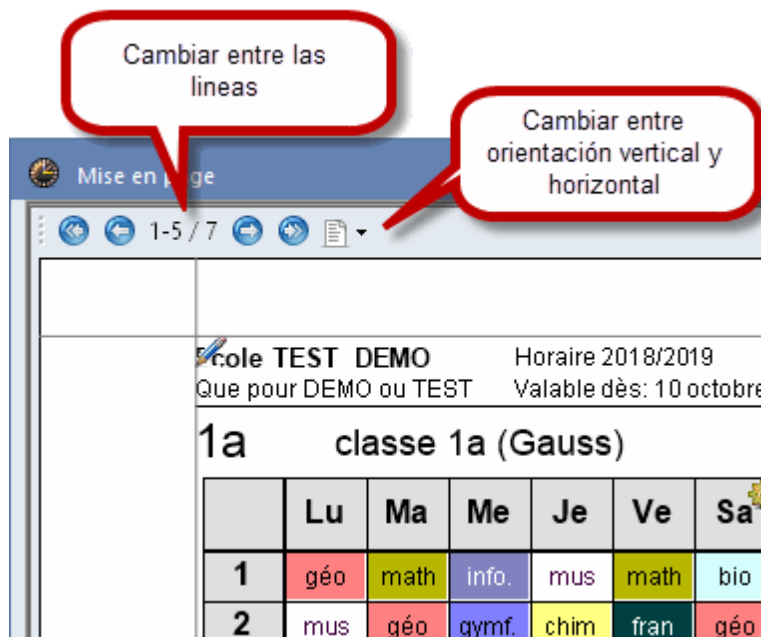 Cambiar entre las
lineas
Cambiar entre
orientación vertical y
horizontal
Mise en page
1-5 / 7
École TEST DEMO
Horaire 2018/2019
Que pour DEMO ou TEST
Valable dès: 10 octobre
1a
classe 1a (Gauss)
Lu Ma Me Je Ve Sa
1 géo math info. mus math bio
2 mus géo gymf. chim fran géo